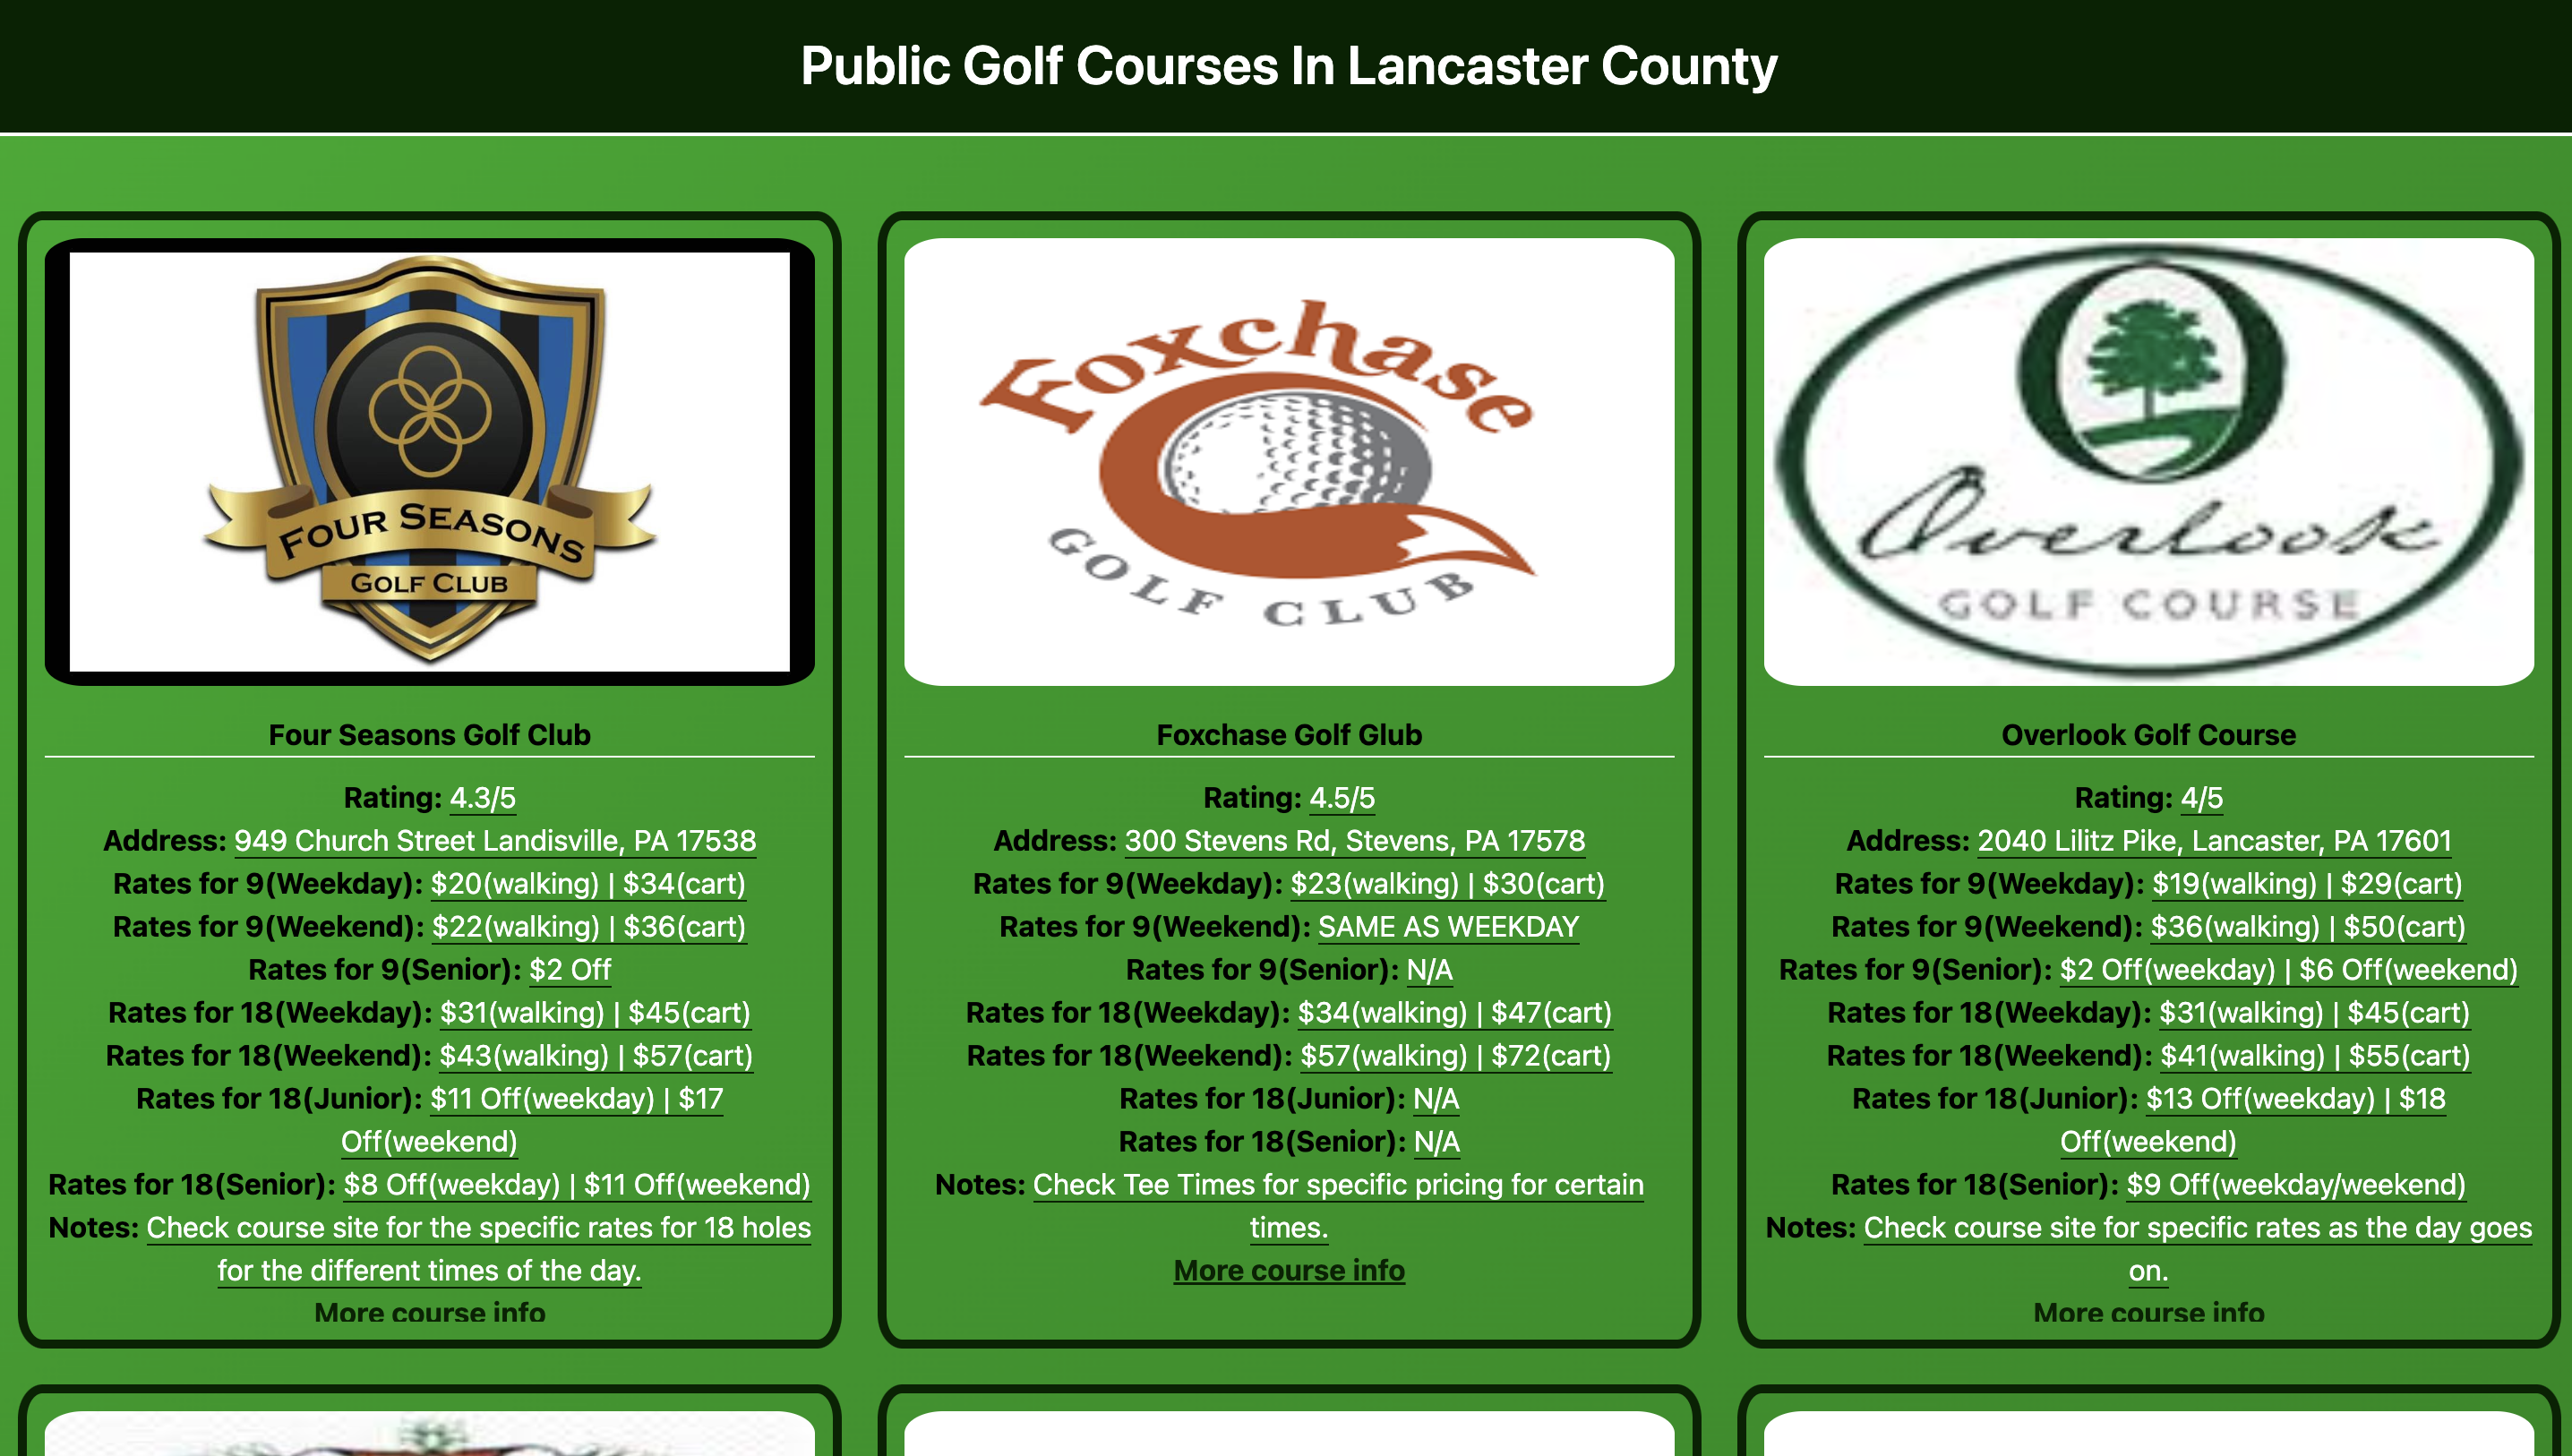 Public Golf Courses In Lancaster County
FOUR SEASONS
GOLF CLUB
Four Seasons Golf Club
Rating: 4.3/5
Address: 949 Church Street Landisville, PA 17538
Rates for 9(Weekday): $20(walking) | $34(cart)
Rates for 9(Weekend): $22(walking) | $36(cart)
Rates for 9(Senior): $2 Off
Rates for 18(Weekday): $31(walking) | $45(cart)
Rates for 18(Weekend): $43(walking) | $57(cart)
Rates for 18(Junior): $11 Off(weekday) | $17
Off(weekend)
Rates for 18(Senior): $8 Off(weekday) | $11 Off(weekend)
Notes: Check course site for the specific rates for 18 holes
for the different times of the day.
More course info
Foxchase
GOLF CLUB
Foxchase Golf Glub
Rating: 4.5/5
Address: 300 Stevens Rd, Stevens, PA 17578
Rates for 9(Weekday): $23(walking) | $30(cart)
Rates for 9(Weekend): SAME AS WEEKDAY
Rates for 9(Senior): N/A
Rates for 18(Weekday): $34(walking) | $47(cart)
Rates for 18(Weekend): $57(walking) | $72(cart)
Rates for 18(Junior): N/A
Rates for 18(Senior): N/A
Notes: Check Tee Times for specific pricing for certain
times.
More course info
O
Overlook
GOLF COURSE
Overlook Golf Course
Rating: 4/5
Address: 2040 Lilitz Pike, Lancaster, PA 17601
Rates for 9(Weekday): $19(walking) | $29(cart)
Rates for 9(Weekend): $36(walking) | $50(cart)
Rates for 9(Senior): $2 Off(weekday) | $6 Off(weekend)
Rates for 18(Weekday): $31(walking) | $45(cart)
Rates for 18(Weekend): $41(walking) | $55(cart)
Rates for 18(Junior): $13 Off(weekday) | $18
Off(weekend)
Rates for 18(Senior): $9 Off(weekday/weekend)
Notes: Check course site for specific rates as the day goes
on.
More course info